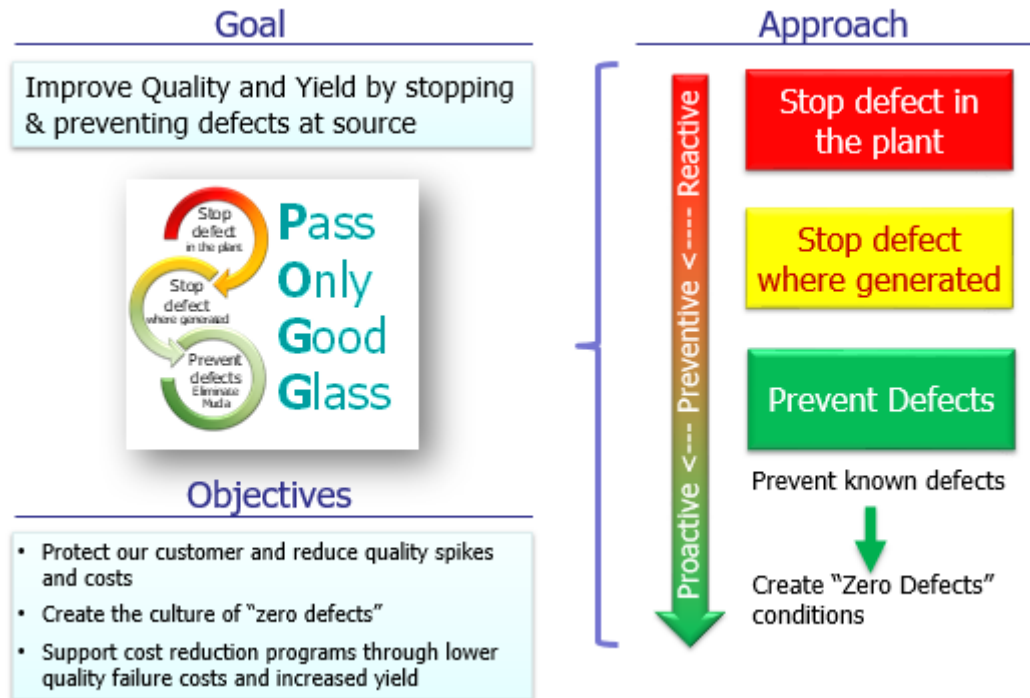 Goal
Improve Quality and Yield by stopping
& preventing defects at source
Stop
defect
in the plant
Stop
defect
where generated
Prevent
defects
Eliminate
Muda
Pass
Only
Good
Glass
Objectives
• Protect our customer and reduce quality spikes
and costs
• Create the culture of “zero defects”
• Support cost reduction programs through lower
quality failure costs and increased yield
Approach
Proactive <--- Preventive <---- Reactive
Stop defect in
the plant
Stop defect
where generated
Prevent Defects
Prevent known defects
Create “Zero Defects”
conditions